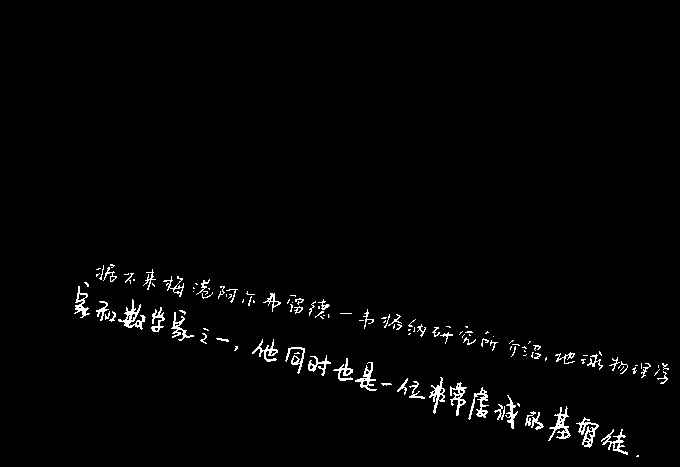 据不来梅港阿尔弗雷德一韦格纳研究所介绍,地球物理学
家和数学家之一,他同时也是一位非常虔诚的基督徒.